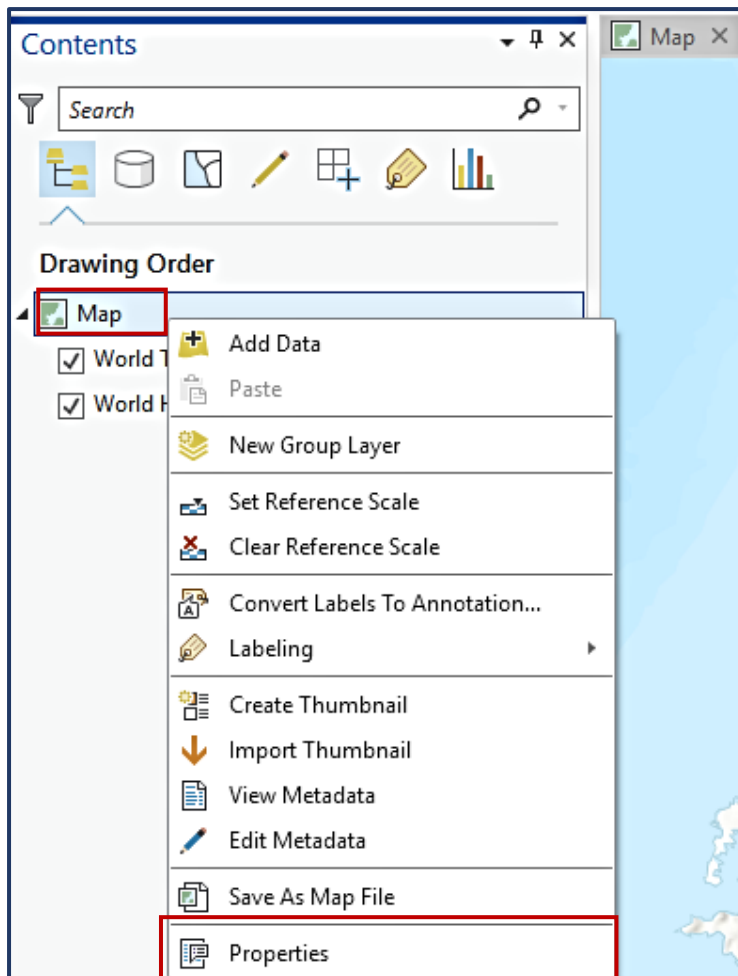 Contents
Map
Search
Drawing Order
Map
World
World
Add Data
Paste
New Group Layer
Set Reference Scale
Clear Reference Scale
Convert Labels To Annotation...
Labeling
Create Thumbnail
Import Thumbnail
View Metadata
Edit Metadata
Save As Map File
Properties